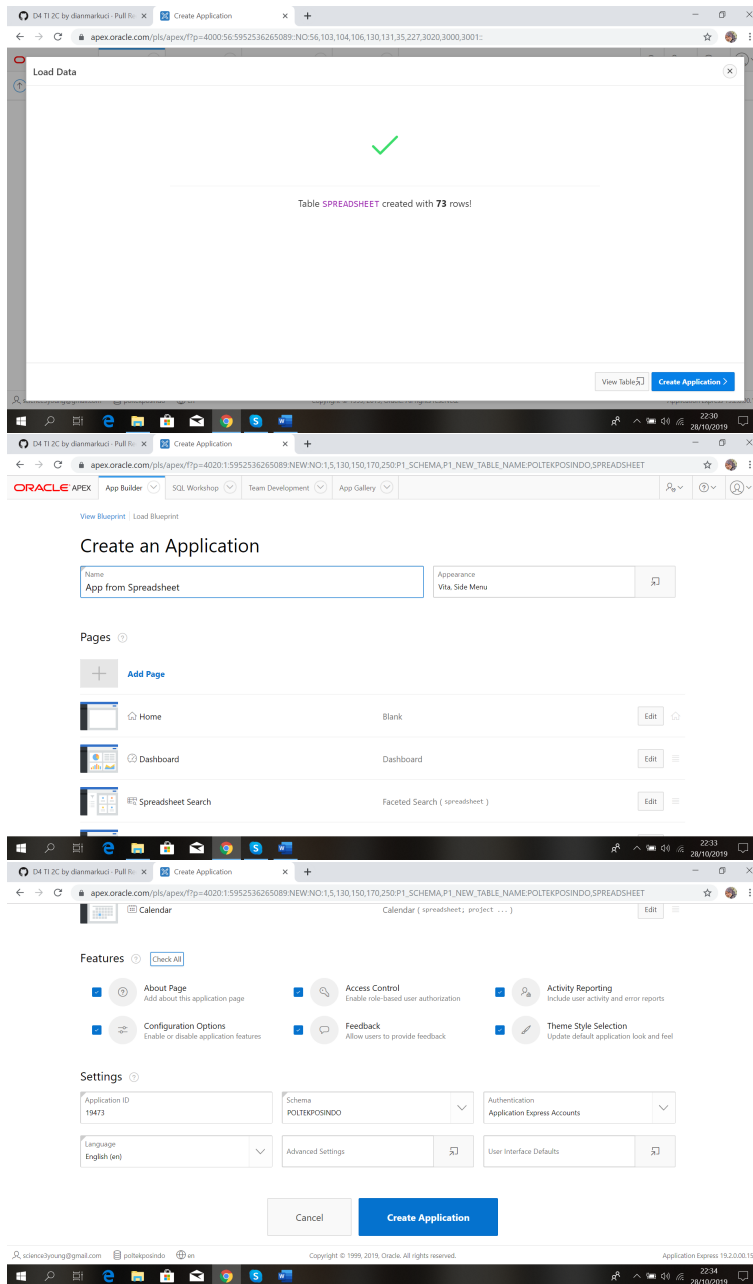 D4 TI 2C by dianmarkuci · Pull Re
Create Application
apex.oracle.com/pls/apex/f?p=4000:56:5952536265089::NO:56,103,104,106,130,131,35,227,3020,3000,3001::
Load Data
Table SPREADSHEET created with 73 rows!
View Table
Create Application
22:30
28/10/2019
D4 TI 2C by dianmarkuci · Pull Re
Create Application
apex.oracle.com/pls/apex/f?p=4020:1:5952536265089:NEW:NO:1,5,130,150,170,250:P1_SCHEMA,P1_NEW_TABLE_NAME:POLTEKPOSINDO,SPREADSHEET
ORACLE APEX App Builder SQL Workshop Team Development App Gallery
View Blueprint | Load Blueprint
Create an Application
Name
App from Spreadsheet
Appearance
Vita, Side Menu
Pages
Add Page
Home Blank Edit
Dashboard Dashboard Edit
Spreadsheet Search Faceted Search ( spreadsheet ) Edit
22:33
28/10/2019
D4 TI 2C by dianmarkuci · Pull Re
Create Application
apex.oracle.com/pls/apex/f?p=4020:1:5952536265089:NEW:NO:1,5,130,150,170,250:P1_SCHEMA,P1_NEW_TABLE_NAME:POLTEKPOSINDO,SPREADSHEET
Calendar Calendar ( spreadsheet; project ... ) Edit
Features Check All
About Page
Add about this application page
Access Control
Enable role-based user authorization
Activity Reporting
Include user activity and error reports
Configuration Options
Enable or disable application features
Feedback
Allow users to provide feedback
Theme Style Selection
Update default application look and feel
Settings
Application ID
19473
Schema
POLTEKPOSINDO
Authentication
Application Express Accounts
Language
English (en)
Advanced Settings
User Interface Defaults
Cancel
Create Application
science3young@gmail.com poltekposindo en
Copyright © 1999, 2019, Oracle. All rights reserved.
Application Express 19.2.0.00.15
22:34
28/10/2019